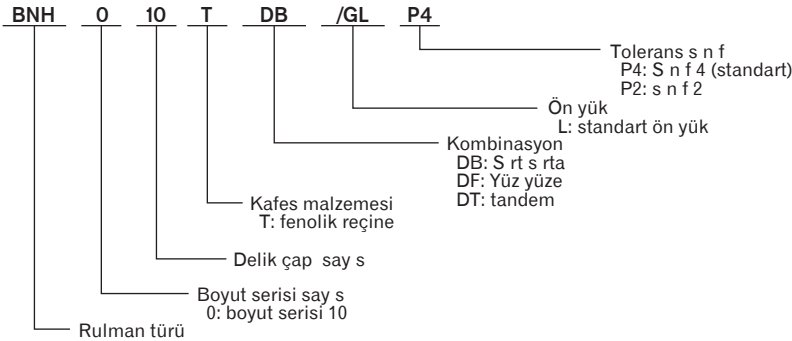 BNH 0 10 T DB /GL P4
Tolerans s n f
P4: S n f 4 (standart)
P2: s n f 2
Ön yük
L: standart ön yük
Kombinasyon
DB: S rt s rta
DF: Yüz yüze
DT: tandem
Kafes malzemesi
T: fenolik reçine
Delik çap say s
Boyut serisi say s
0: boyut serisi 10
Rulman türü